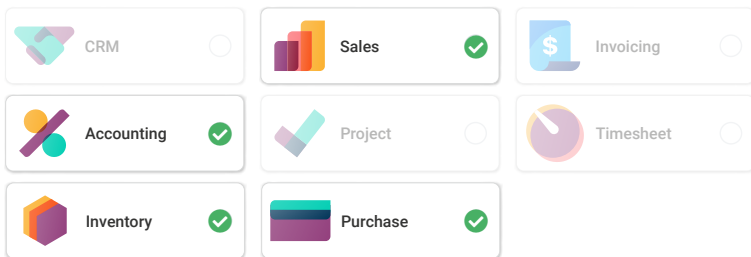 CRM
Sales
Invoicing
$
Accounting
Project
Timesheet
Inventory
Purchase